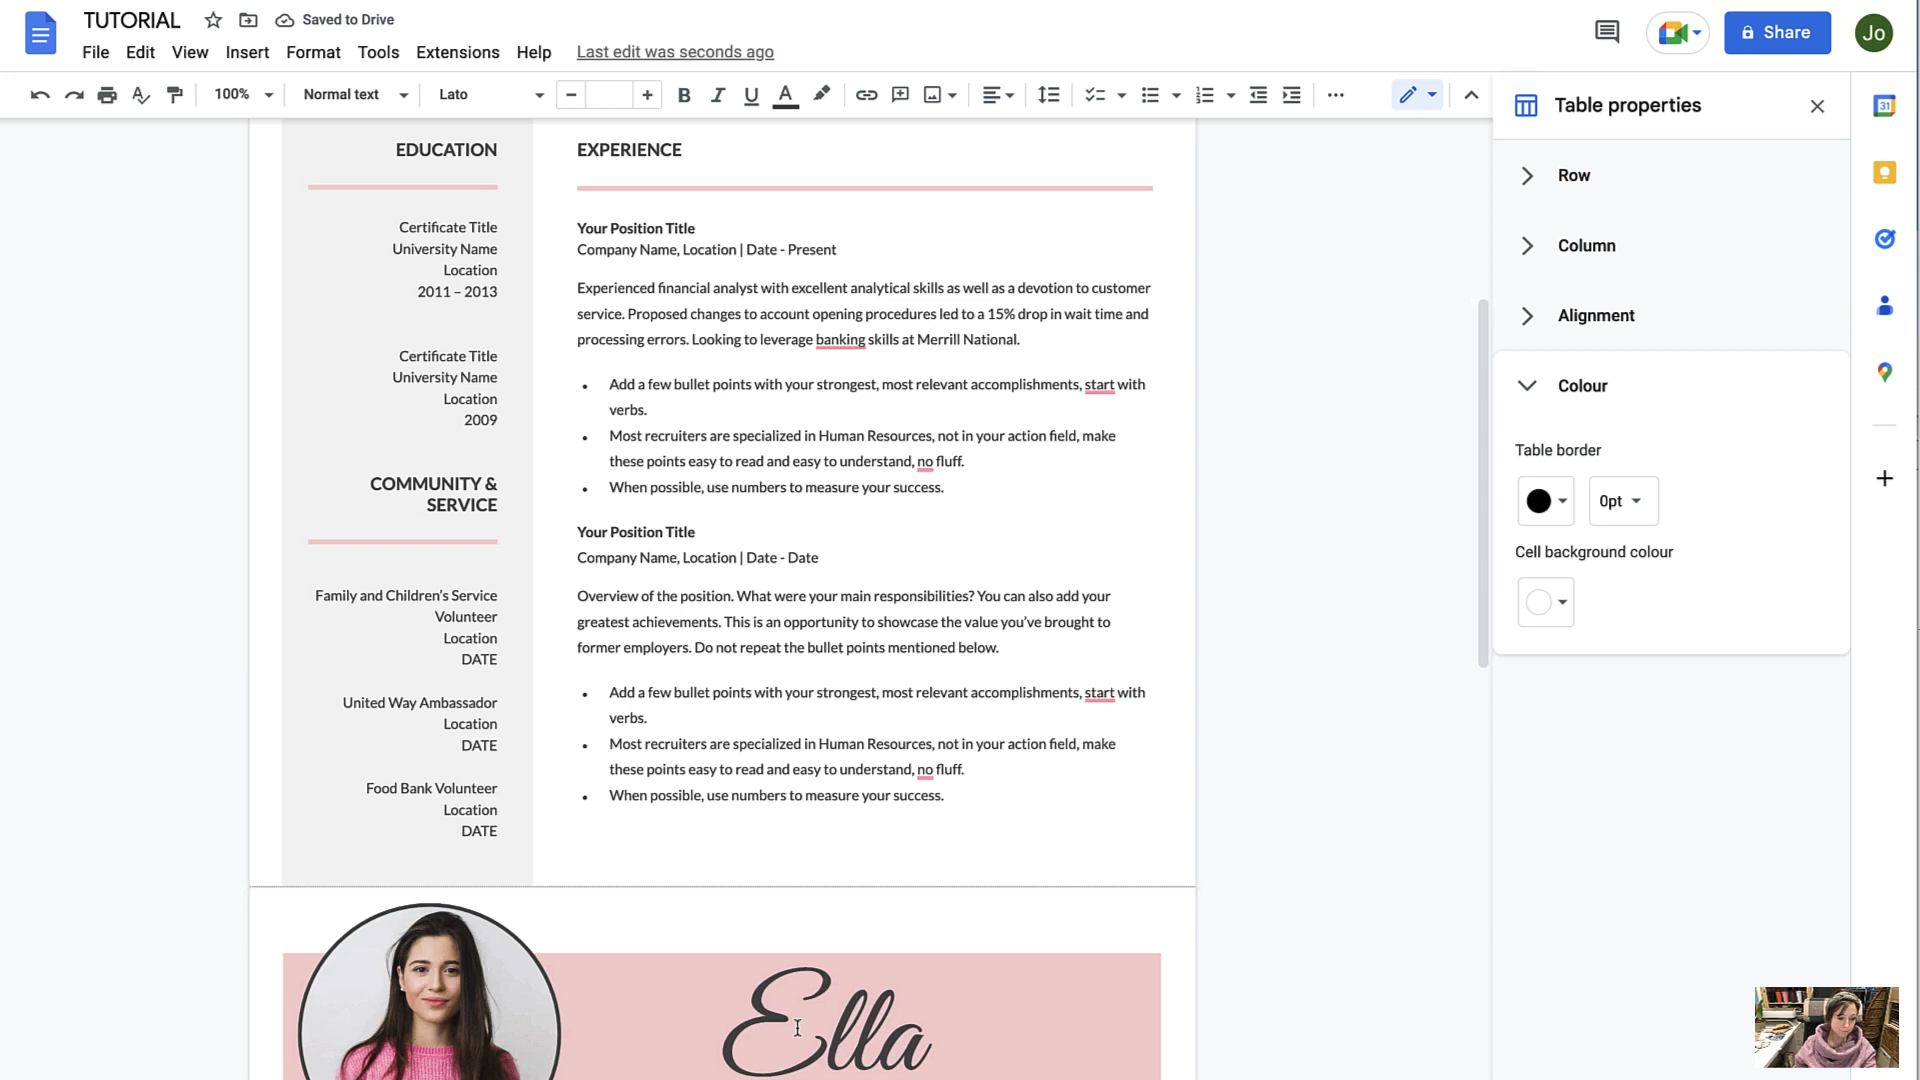 TUTORIAL
Saved to Drive
File Edit View Insert Format Tools Extensions Help Last edit was seconds ago
Share
Jo
100% Normal text Lato
B I U A
Table properties
31
Row
Column
Alignment
Colour
Table border
0pt
Cell background colour
EDUCATION
Certificate Title
University Name
Location
2011 – 2013
Certificate Title
University Name
Location
2009
COMMUNITY &
SERVICE
Family and Children's Service
Volunteer
Location
DATE
United Way Ambassador
Location
DATE
Food Bank Volunteer
Location
DATE
EXPERIENCE
Your Position Title
Company Name, Location | Date - Present
Experienced financial analyst with excellent analytical skills as well as a devotion to customer
service. Proposed changes to account opening procedures led to a 15% drop in wait time and
processing errors. Looking to leverage banking skills at Merrill National.
Add a few bullet points with your strongest, most relevant accomplishments, start with
verbs.
Most recruiters are specialized in Human Resources, not in your action field, make
these points easy to read and easy to understand, no fluff.
When possible, use numbers to measure your success.
Your Position Title
Company Name, Location | Date - Date
Overview of the position. What were your main responsibilities? You can also add your
greatest achievements. This is an opportunity to showcase the value you've brought to
former employers. Do not repeat the bullet points mentioned below.
Add a few bullet points with your strongest, most relevant accomplishments, start with
verbs.
Most recruiters are specialized in Human Resources, not in your action field, make
these points easy to read and easy to understand, no fluff.
When possible, use numbers to measure your success.
Ella